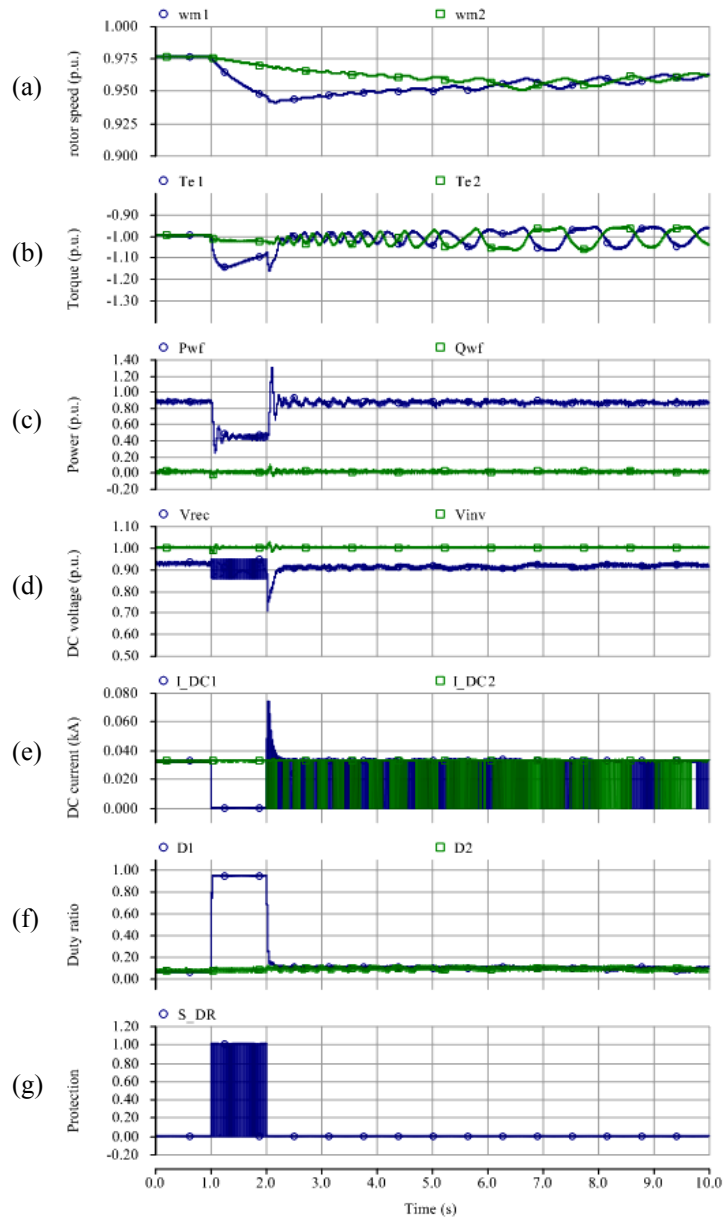 wm1 wm2
(a)
rotor speed (p.u.)
1.000
0.975
0.950
0.925
0.900
Te1 Te2
(b)
Torque (p.u.)
-0.90
-1.00
-1.10
-1.20
-1.30
Pwf Qwf
(c)
Power (p.u.)
1.40
1.20
1.00
0.80
0.60
0.40
0.20
0.00
-0.20
Vrec Vinv
(d)
DC voltage (p.u.)
1.10
1.00
0.90
0.80
0.70
0.60
0.50
I_DC1 I_DC2
(e)
DC current (kA)
0.080
0.060
0.040
0.020
0.000
D1 D2
(f)
Duty ratio
1.00
0.80
0.60
0.40
0.20
0.00
S_DR
(g)
Protection
1.20
1.00
0.80
0.60
0.40
0.20
0.00
-0.20
0.0 1.0 2.0 3.0 4.0 5.0 6.0 7.0 8.0 9.0 10.0
Time (s)